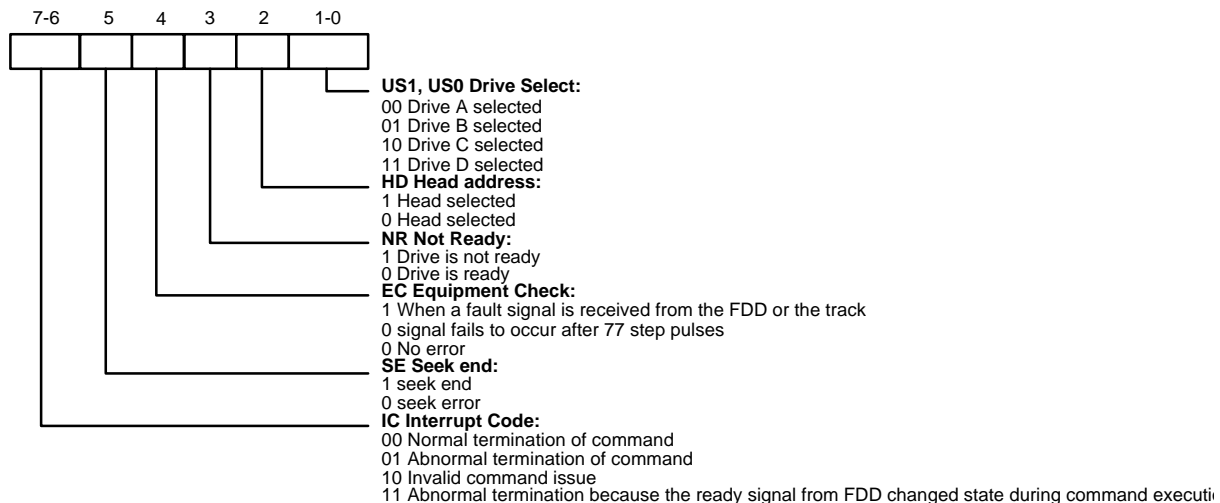 7-6 5 4 3 2 1-0
US1, US0 Drive Select:
00 Drive A selected
01 Drive B selected
10 Drive C selected
11 Drive D selected
HD Head address:
1 Head selected
0 Head selected
NR Not Ready:
1 Drive is not ready
0 Drive is ready
EC Equipment Check:
1 When a fault signal is received from the FDD or the track
0 signal fails to occur after 77 step pulses
0 No error
SE Seek end:
1 seek end
0 seek error
IC Interrupt Code:
00 Normal termination of command
01 Abnormal termination of command
10 Invalid command issue
11 Abnormal termination because the ready signal from FDD changed state during command executi